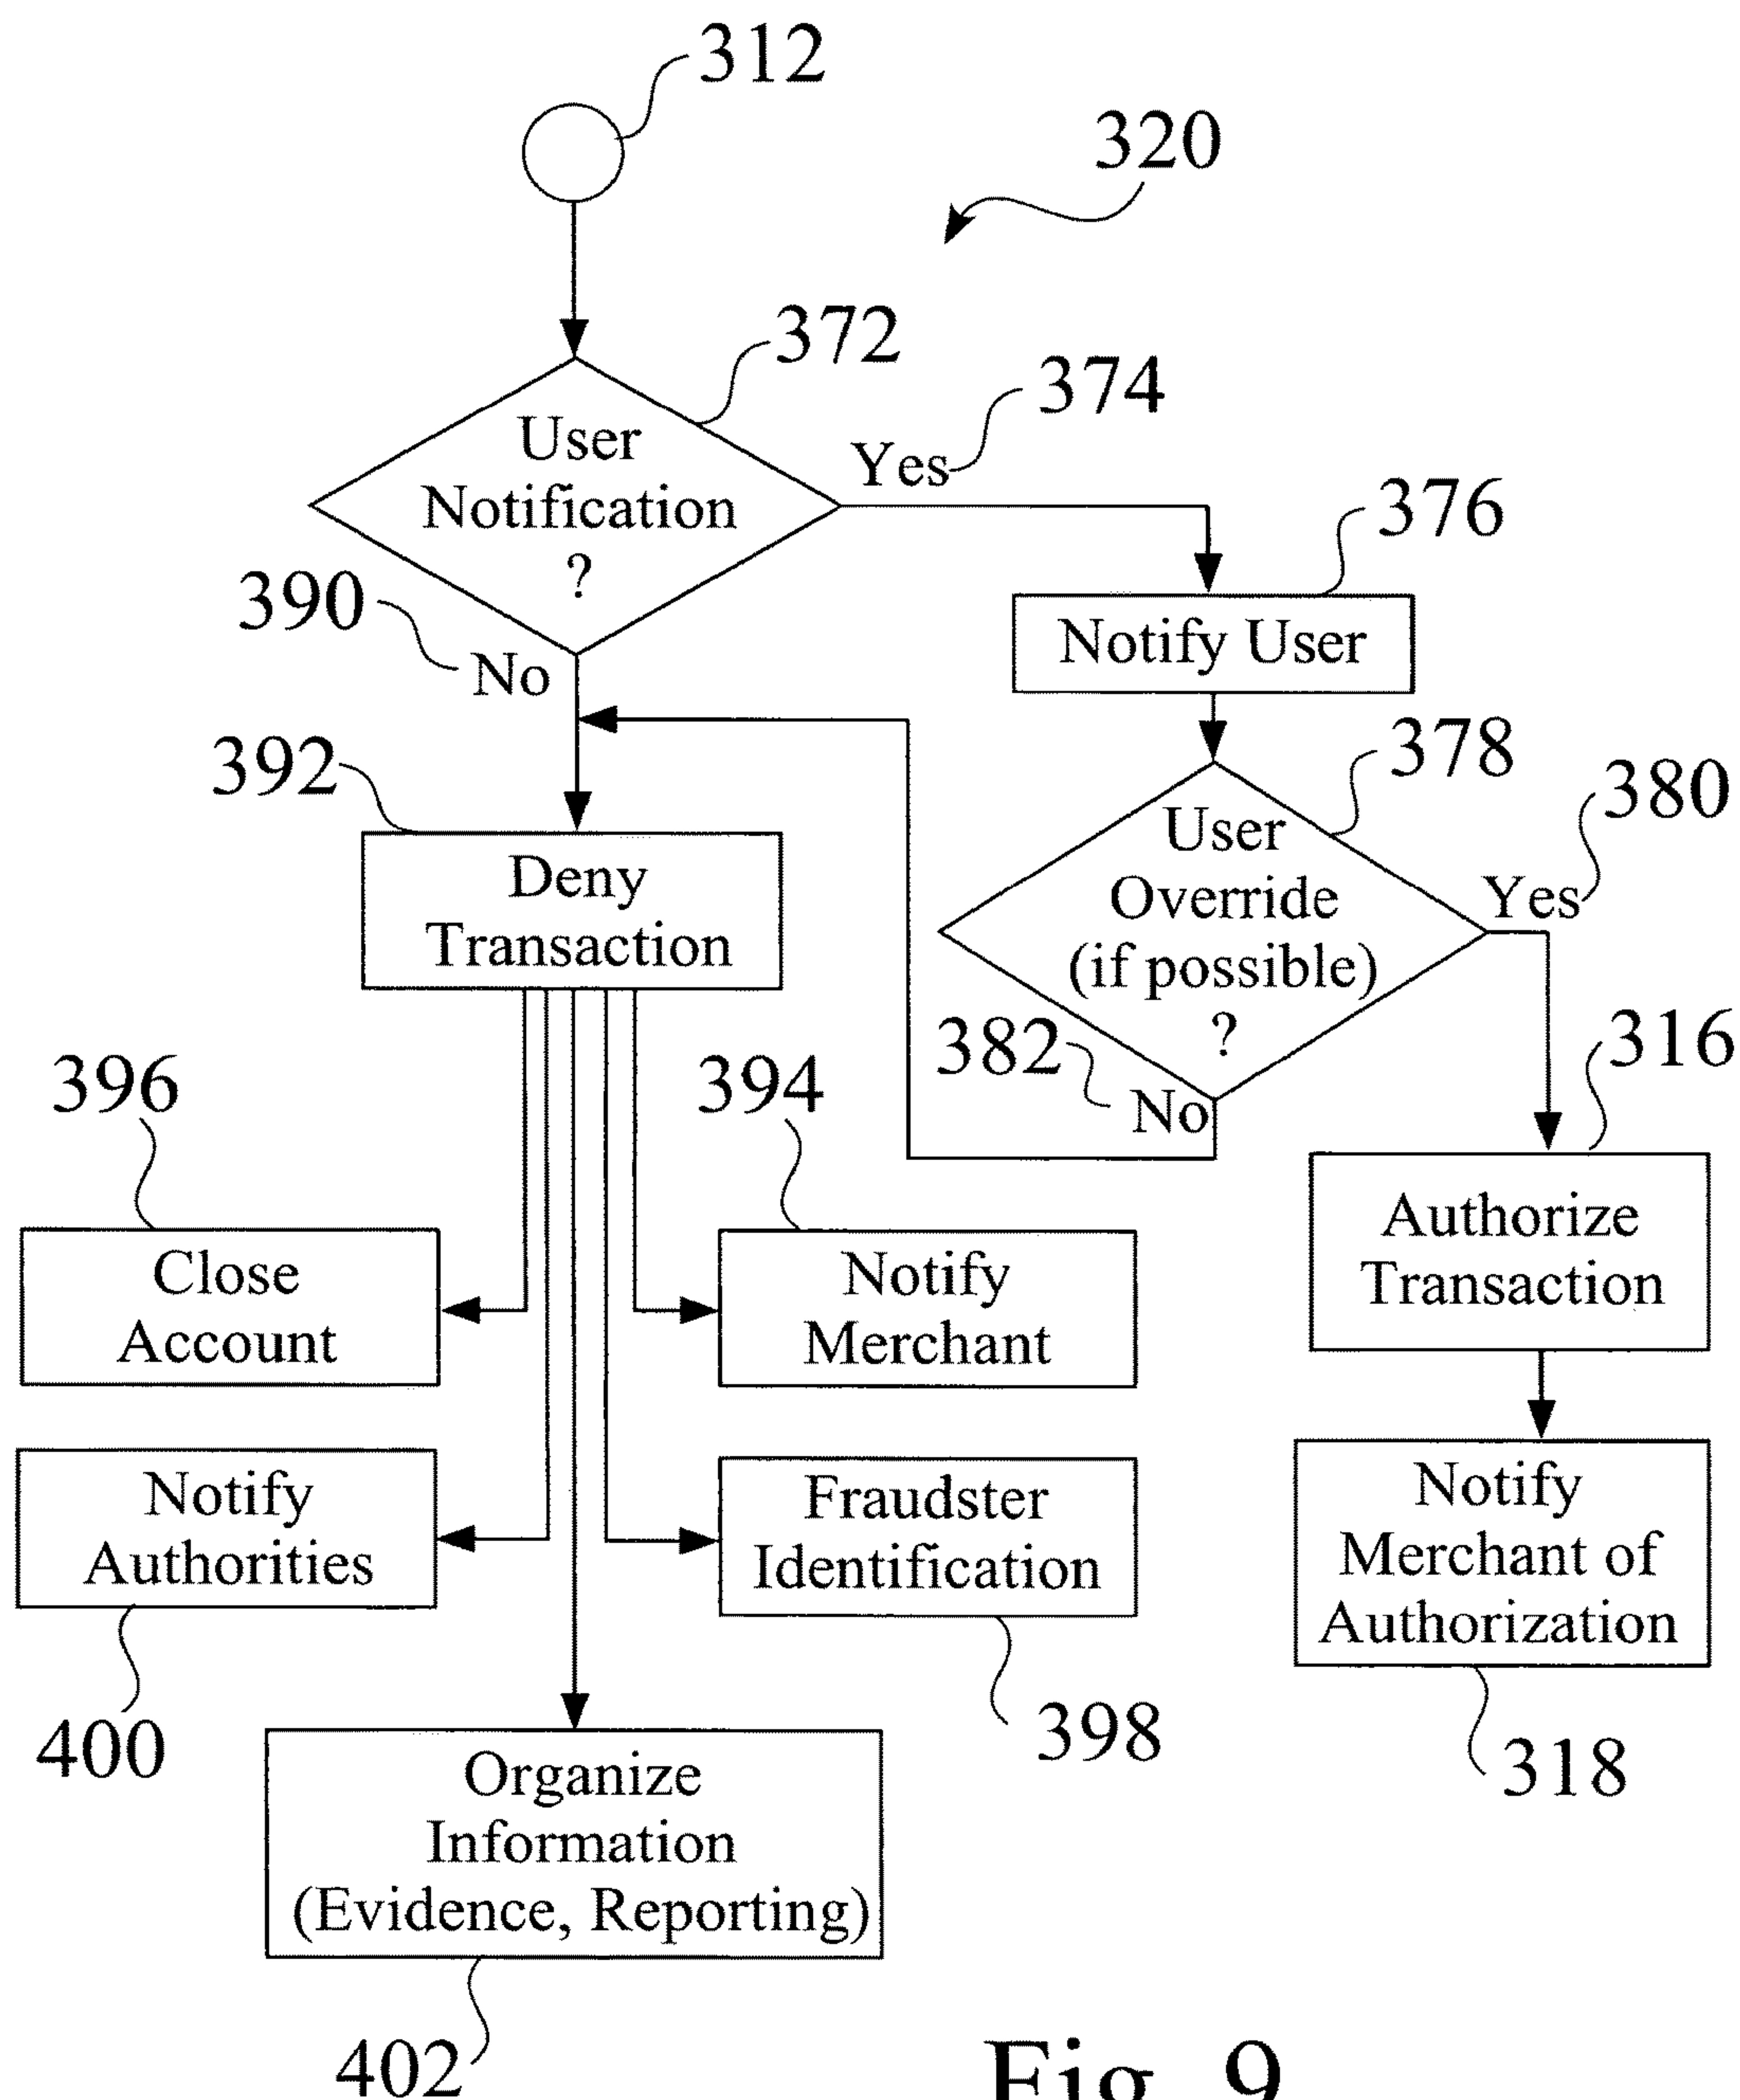 312
320
372
374
User
Notification
?
Yes
376
390
No
Notify User
392
378
380
Deny
Transaction
User
Override
(if possible)
?
Yes
382
No
316
396
394
Close
Account
Notify
Merchant
Authorize
Transaction
Notify
Authorities
Fraudster
Identification
Notify
Merchant of
Authorization
400
398
318
Organize
Information
(Evidence, Reporting)
402
Fig. 9